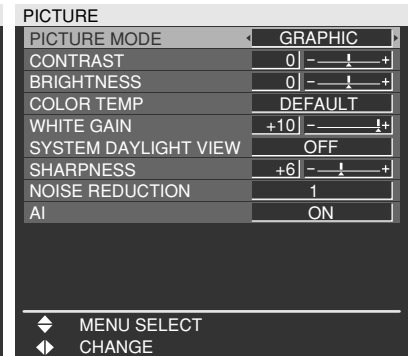 PICTURE
PICTURE MODE GRAPHIC
CONTRAST 0 - +
BRIGHTNESS 0 - +
COLOR TEMP DEFAULT
WHITE GAIN +10 - +
SYSTEM DAYLIGHT VIEW OFF
SHARPNESS +6 - +
NOISE REDUCTION 1
AI ON
MENU SELECT
CHANGE